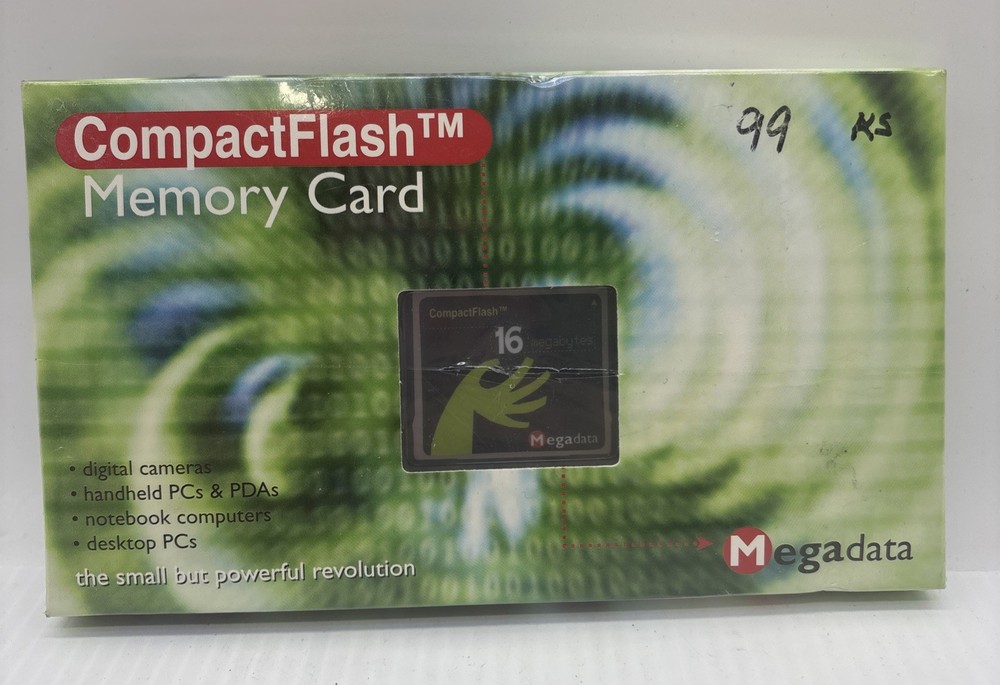 CompactFlash™
Memory Card
99 KS
CompactFlash™
16 megabytes
Megadata
• digital cameras
• handheld PCs & PDAs
• notebook computers
• desktop PCs
the small but powerful revolution
Megadata